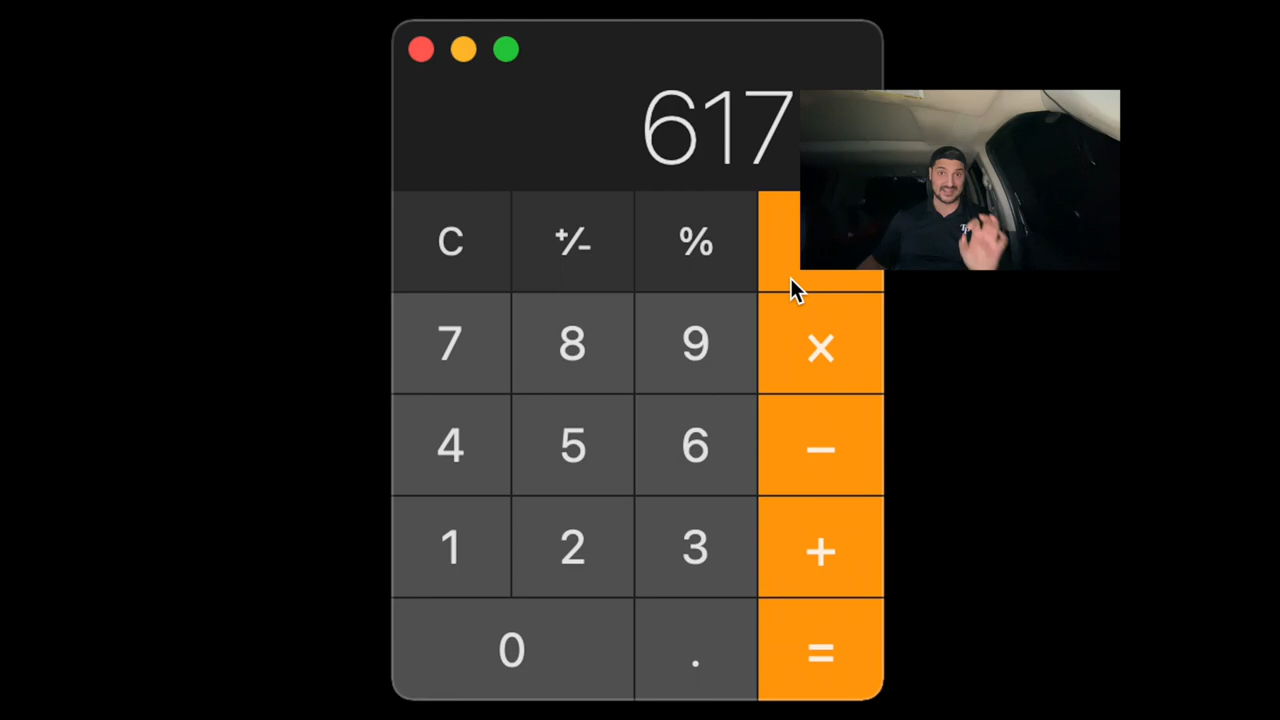 617
C +/- %
7 8 9 ×
4 5 6 −
1 2 3 +
0 . =